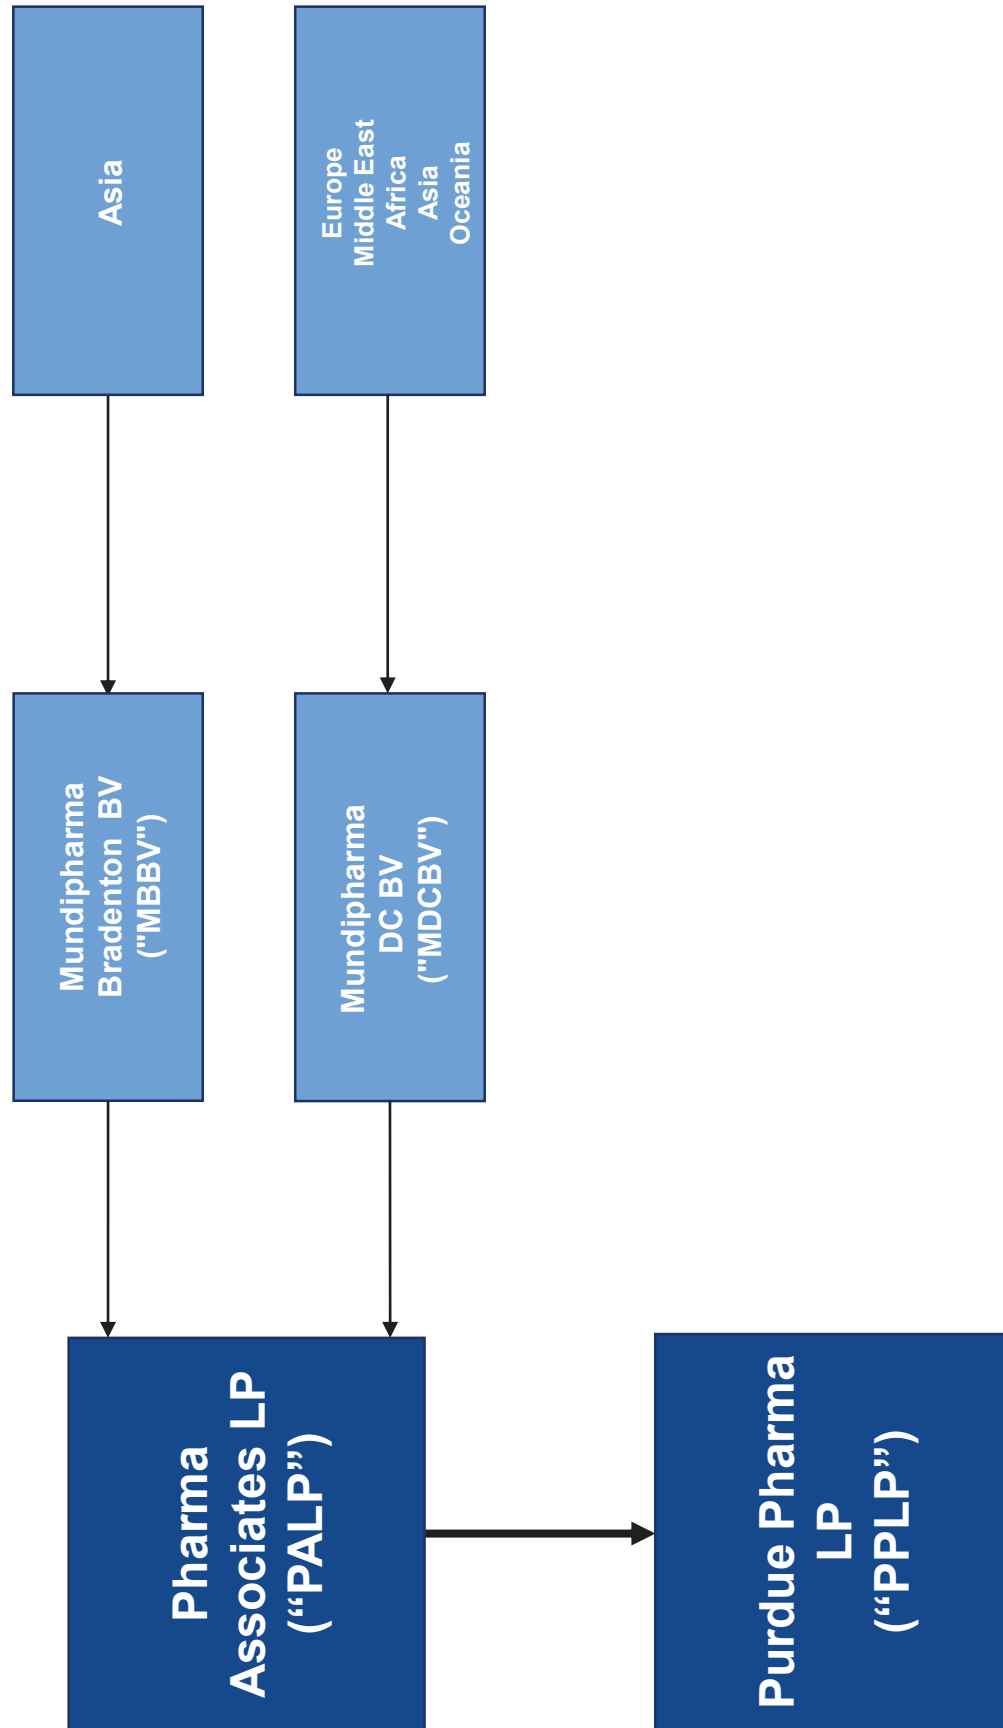 Asia
Europe
Middle East
Africa
Asia
Oceania
Mundipharma
Bradenton  BV
("MBBV")
Mundipharma
DC BV
("MDCBV")
Pharma
Associates LP
(“PALP”)
Purdue Pharma
LP
(“PPLP”)